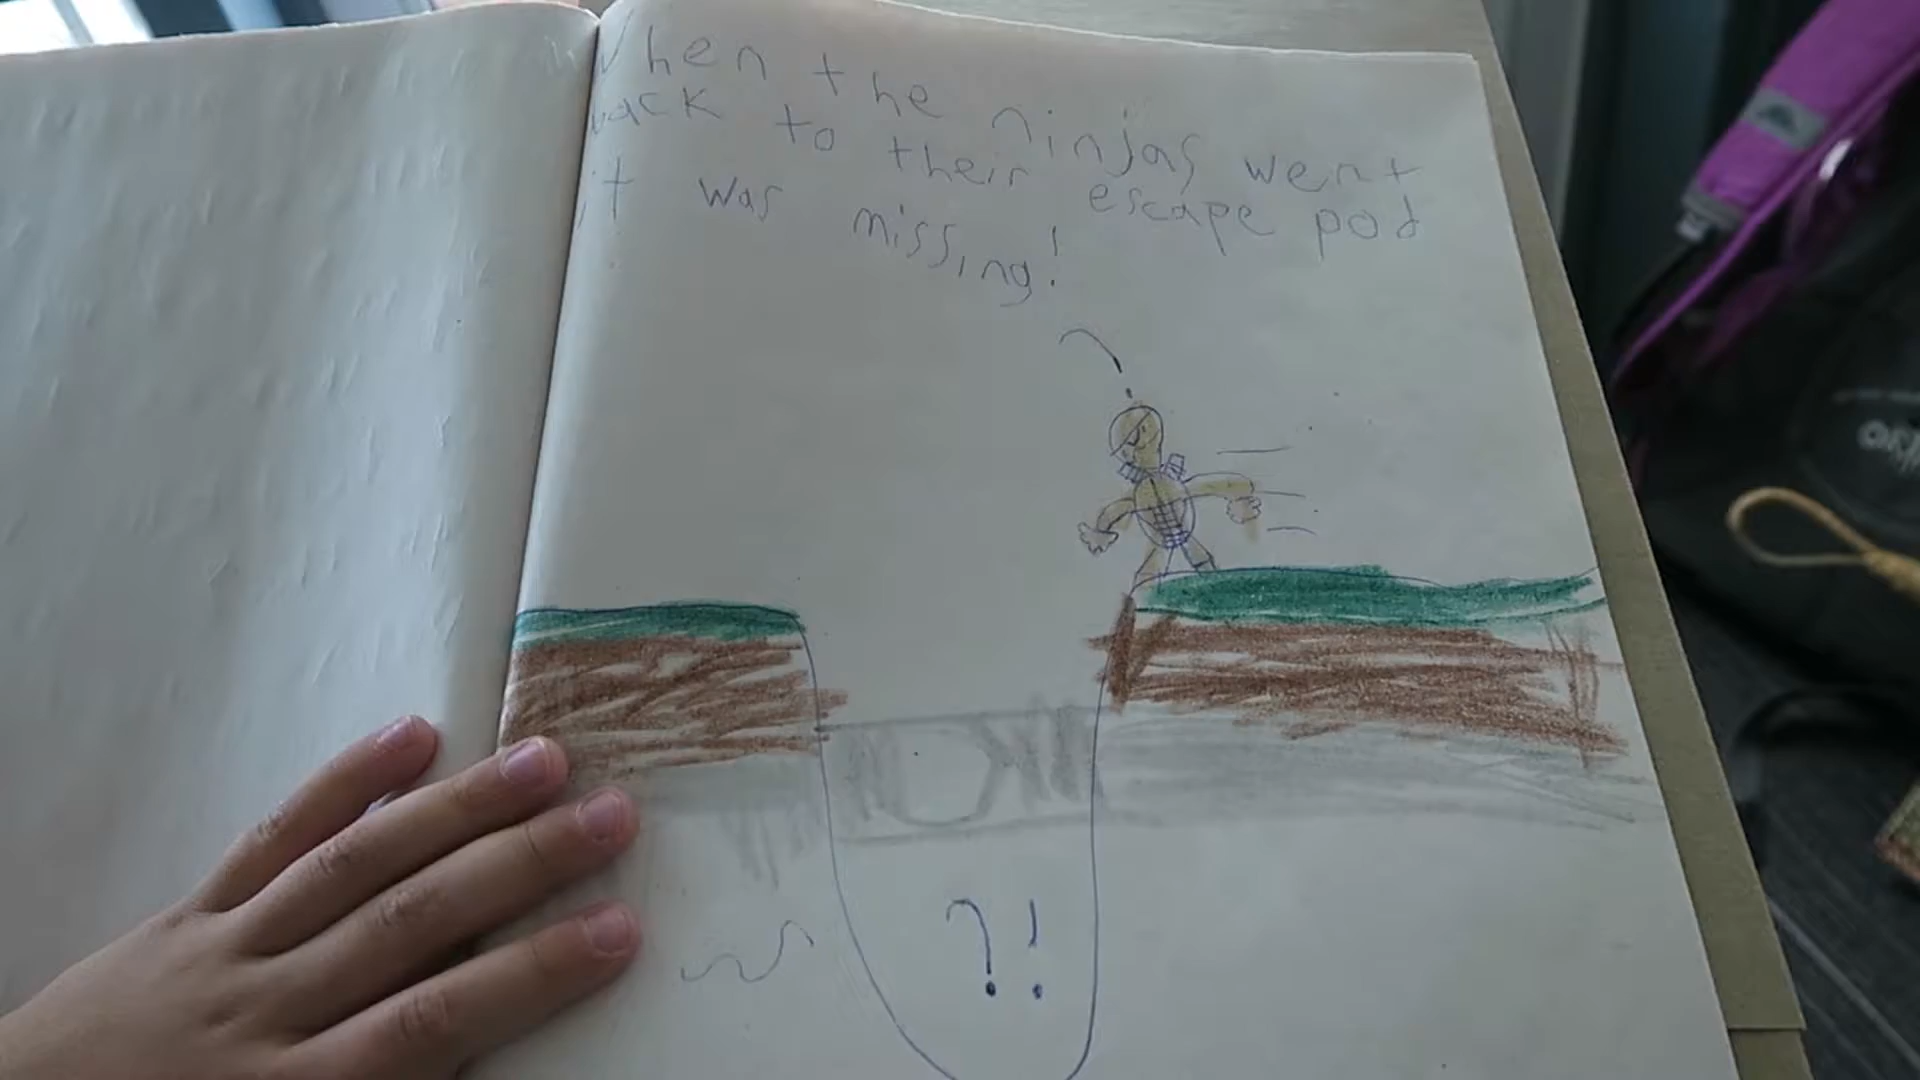 When the ninjas went
back to their escape pod
it was missing!
?
?!